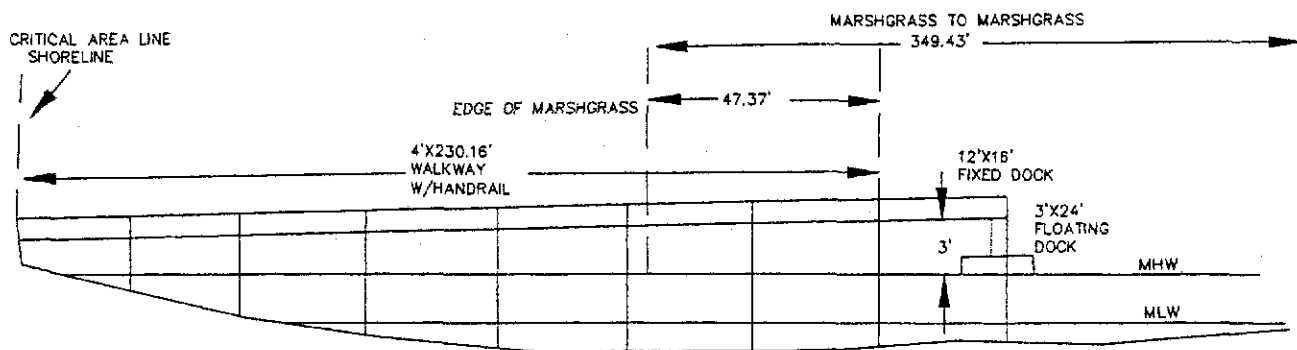 MARSHGRASS TO MARSHGRASS
349.43'
CRITICAL AREA LINE
SHORELINE
EDGE OF MARSHGRASS
47.37'
4'X230.16'
WALKWAY
W/HANDRAIL
12'X16'
FIXED DOCK
3'X24'
FLOATING
DOCK
3'
MHW
MLW